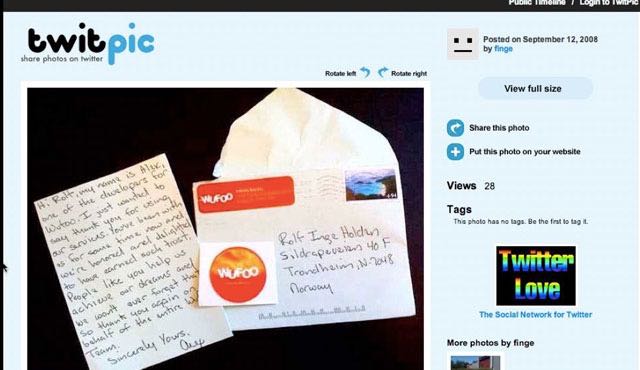 Public Timeline / Login to TwitPic
twitpic
share photos on twitter
Rotate left
Rotate right
Posted on September 12, 2008
by finge
View full size
Share this photo
Put this photo on your website
Views 28
Tags
This photo has no tags. Be the first to tag it.
Twitter
Love
The Social Network for Twitter
More photos by finge
Hi Rolf, my name is Alex,
one of the developers for
Wufoo. I just wanted to
say thank you for using
our services. You've been with
us for some time now and
we're honored and delighted
to have earned such trust.
People like you help us
achieve our dreams and
we won't ever forget that
so thank you again on
behalf of the entire
Team.
Sincerely Yours,
WUFOO
WUFOO
Rolf Inge Holden
Trondheim, N-7048
Norway